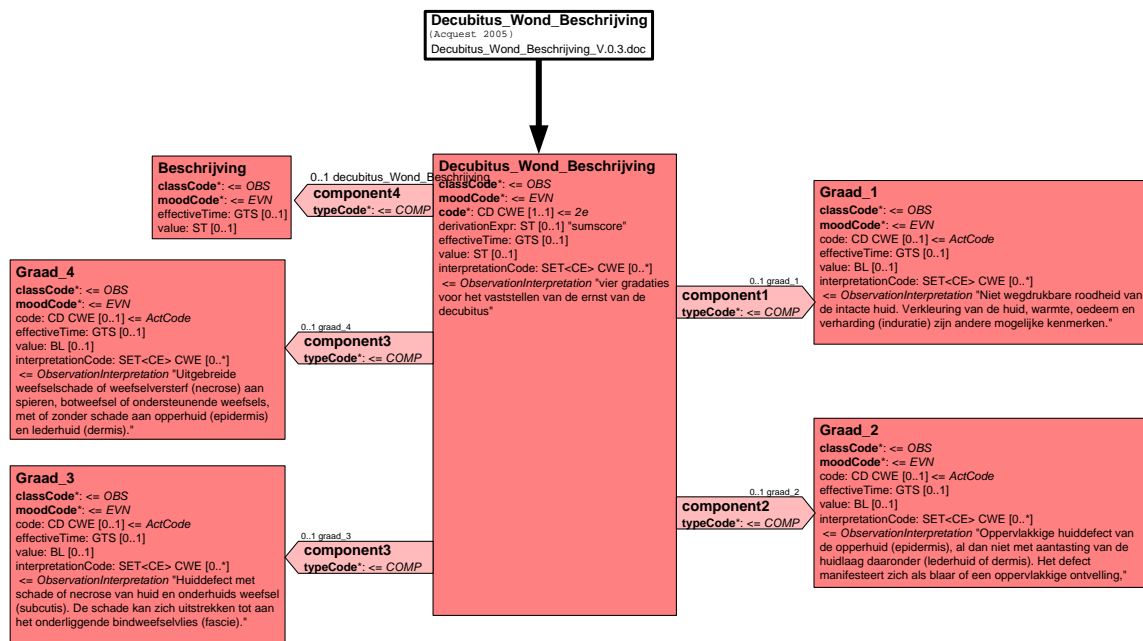 Decubitus_Wond_Beschrijving
(Acquest 2005)
Decubitus_Wond_Beschrijving_V.0.3.doc
Beschrijving
classCode*: <= OBS
moodCode*: <= EVN
effectiveTime: GTS [0..1]
value: ST [0..1]
0..1 decubitus_Wond_Beschrijving
component4
typeCode*: <= COMP
Decubitus_Wond_Beschrijving
classCode*: <= OBS
moodCode*: <= EVN
code*: CD CWE [1..1] <= 2e
derivationExpr: ST [0..1] "sumscore"
effectiveTime: GTS [0..1]
value: ST [0..1]
interpretationCode: SET<CE> CWE [0..*]
<= ObservationInterpretation "vier gradaties
voor het vaststellen van de ernst van de
decubitus"
0..1 graad_1
component1
typeCode*: <= COMP
Graad_1
classCode*: <= OBS
moodCode*: <= EVN
code: CD CWE [0..1] <= ActCode
effectiveTime: GTS [0..1]
value: BL [0..1]
interpretationCode: SET<CE> CWE [0..*]
<= ObservationInterpretation "Niet wegdrukbare roodheid van
de intacte huid. Verkleuring van de huid, warmte, oedeem en
verharding (induratie) zijn andere mogelijke kenmerken."
Graad_4
classCode*: <= OBS
moodCode*: <= EVN
code: CD CWE [0..1] <= ActCode
effectiveTime: GTS [0..1]
value: BL [0..1]
interpretationCode: SET<CE> CWE [0..*]
<= ObservationInterpretation "Uitgebreide
weefselschade of weefselversterf (necrose) aan
spieren, botweefsel of ondersteunende weefsels,
met of zonder schade aan opperhuid (epidermis)
en lederhuid (dermis)."
0..1 graad_4
component3
typeCode*: <= COMP
Graad_2
classCode*: <= OBS
moodCode*: <= EVN
code: CD CWE [0..1] <= ActCode
effectiveTime: GTS [0..1]
value: BL [0..1]
interpretationCode: SET<CE> CWE [0..*]
<= ObservationInterpretation "Oppervlakkige huiddefect van
de opperhuid (epidermis), al dan niet met aantasting van de
huidlaag daaronder (lederhuid of dermis). Het defect
manifesteert zich als blaar of een oppervlakkige ontvelling,"
0..1 graad_2
component2
typeCode*: <= COMP
Graad_3
classCode*: <= OBS
moodCode*: <= EVN
code: CD CWE [0..1] <= ActCode
effectiveTime: GTS [0..1]
value: BL [0..1]
interpretationCode: SET<CE> CWE [0..*]
<= ObservationInterpretation "Huiddefect met
schade of necrose van huid en onderhuids weefsel
(subcutis). De schade kan zich uitstrekken tot aan
het onderliggende bindweefselvlies (fascie)."
0..1 graad_3
component3
typeCode*: <= COMP